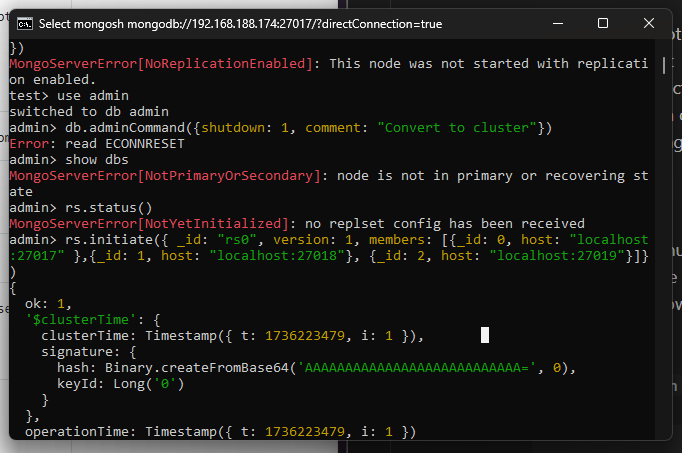 Select mongosh mongodb://192.168.188.174:27017/?directConnection=true
})
MongoServerError[NoReplicationEnabled]: This node was not started with replicati
on enabled.
test> use admin
switched to db admin
admin> db.adminCommand({shutdown: 1, comment: "Convert to cluster"})
Error: read ECONNRESET
admin> show dbs
MongoServerError[NotPrimaryOrSecondary]: node is not in primary or recovering st
ate
admin> rs.status()
MongoServerError[NotYetInitialized]: no replset config has been received
admin> rs.initiate({ _id: "rs0", version: 1, members: [{_id: 0, host: "localhost
:27017" },{_id: 1, host: "localhost:27018"}, {_id: 2, host: "localhost:27019"}]}
)
{
  ok: 1,
  '$clusterTime': {
    clusterTime: Timestamp({ t: 1736223479, i: 1 }),
    signature: {
      hash: Binary.createFromBase64('AAAAAAAAAAAAAAAAAAAAAAAAAAA=', 0),
      keyId: Long('0')
    }
  },
  operationTime: Timestamp({ t: 1736223479, i: 1 })